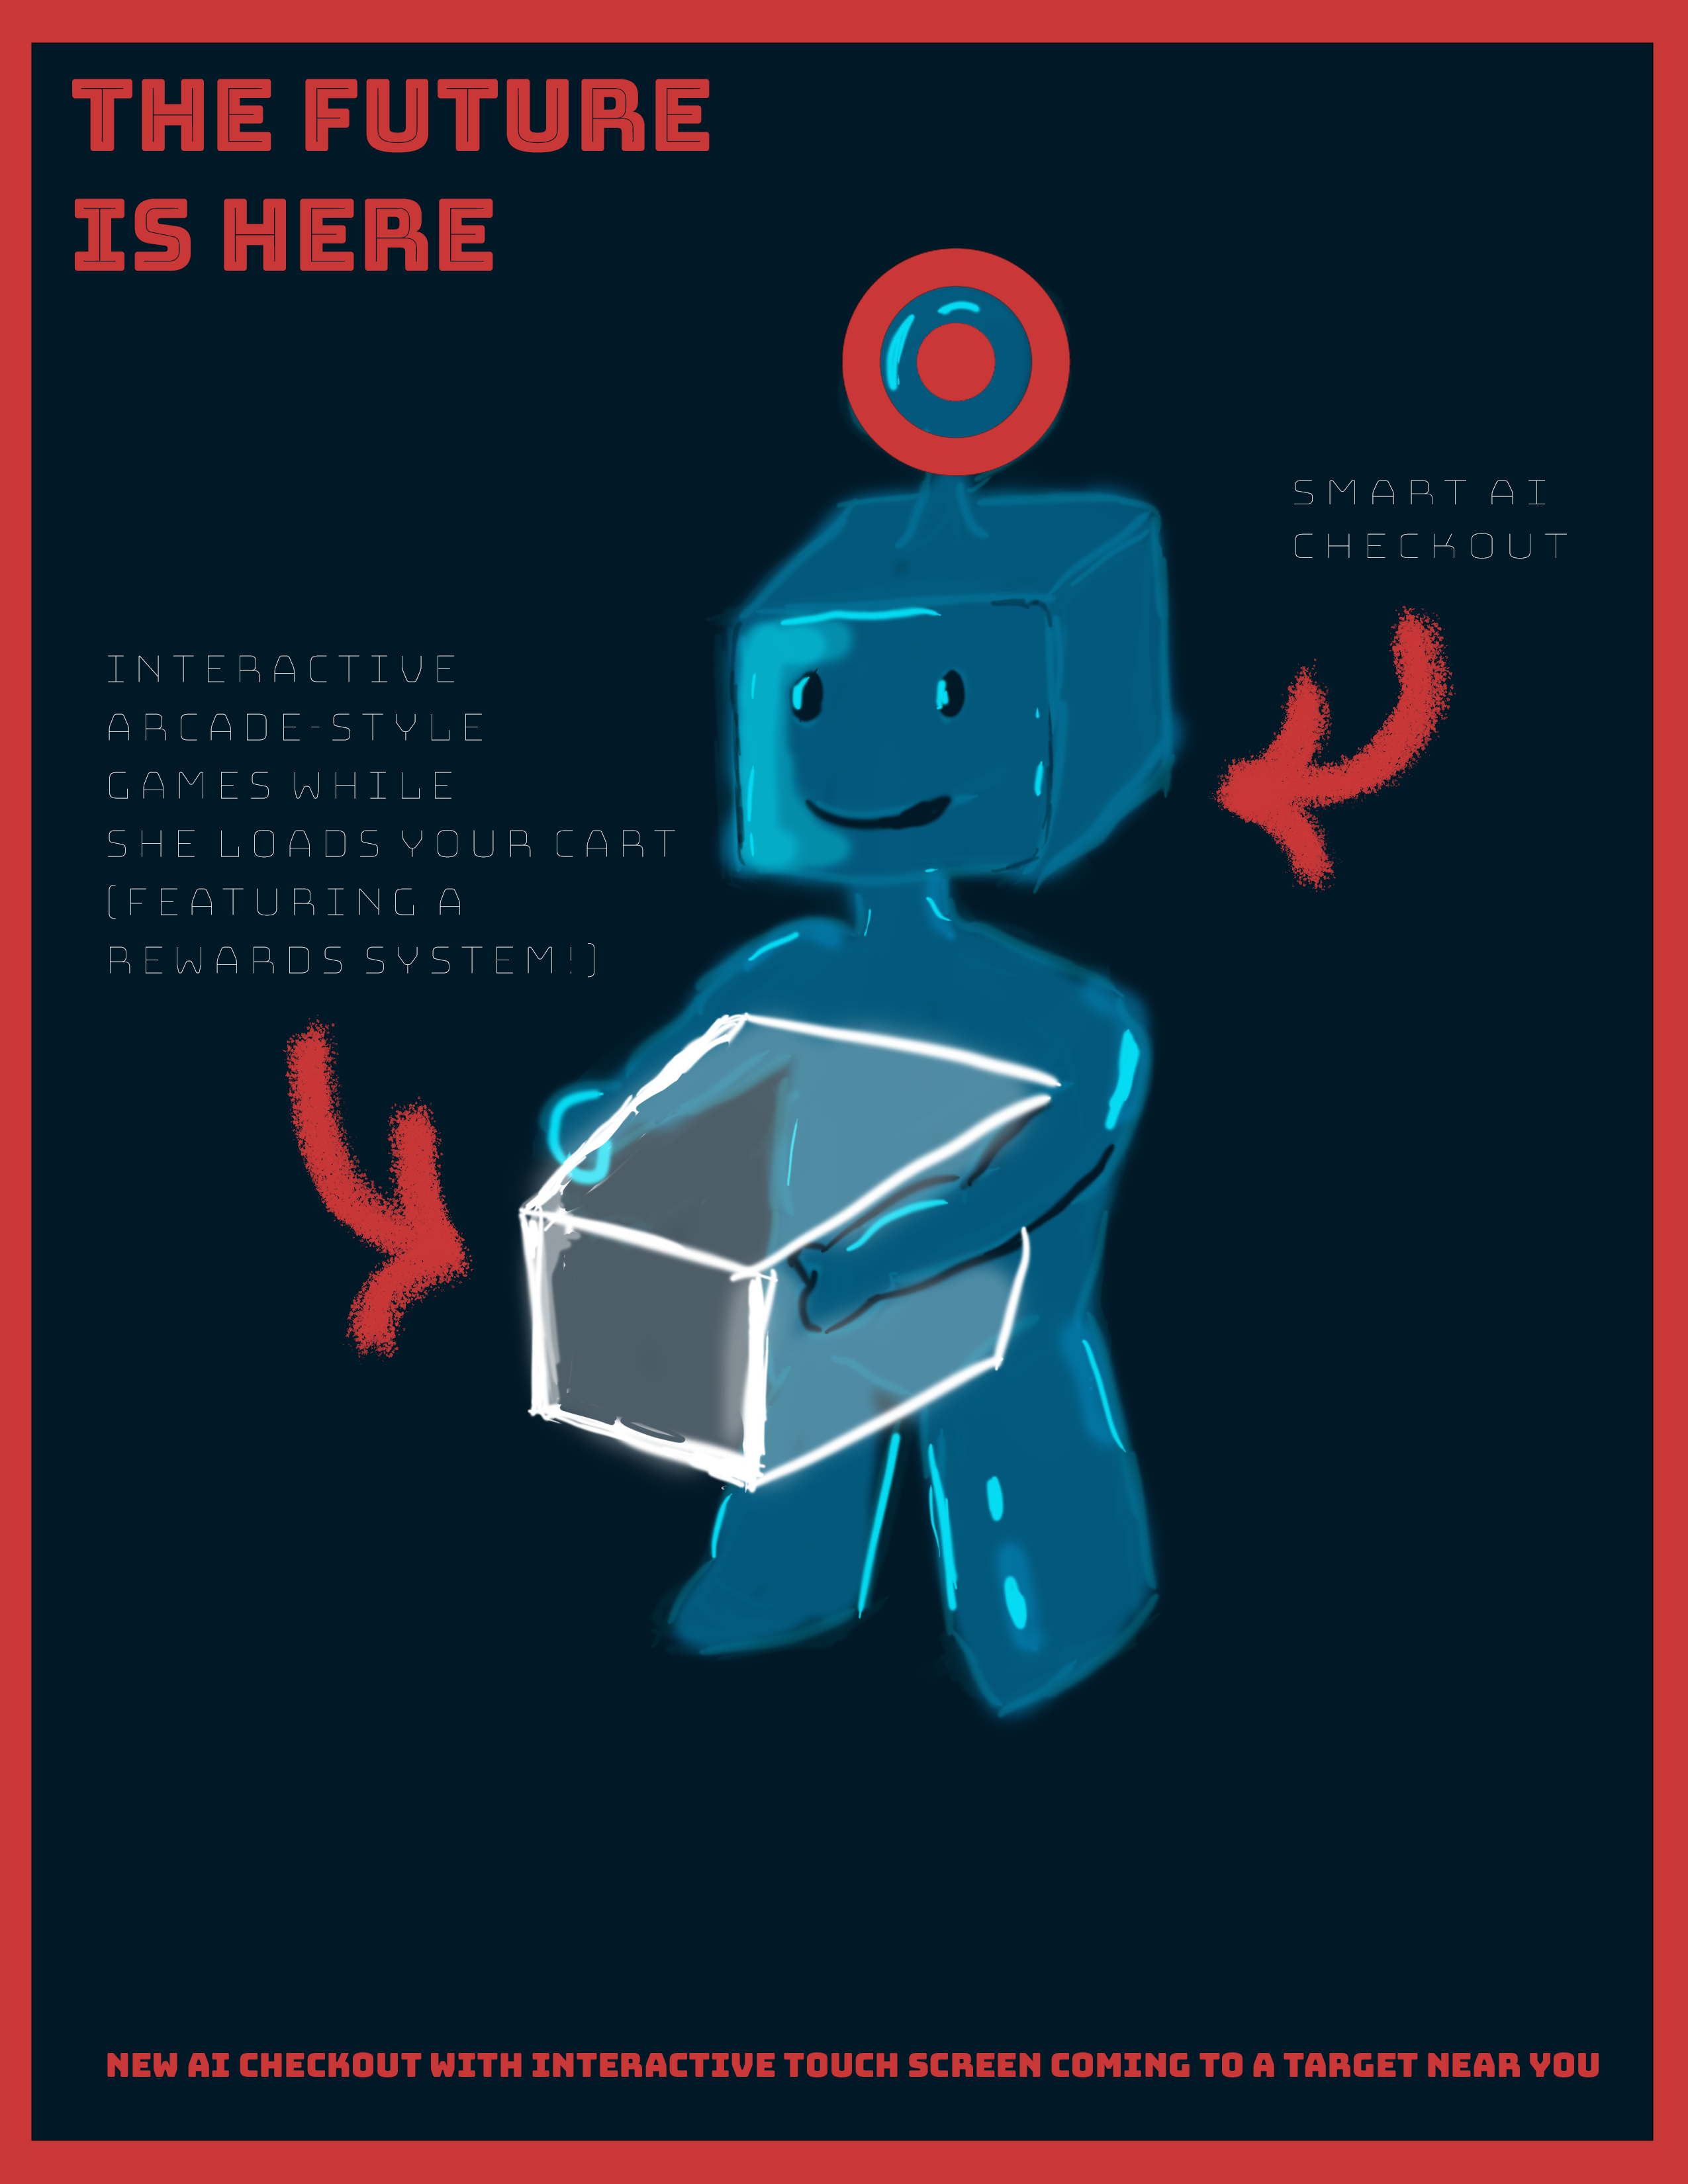 THE FUTURE
IS HERE
SMART AI
CHECKOUT
INTERACTIVE
ARCADE-STYLE
GAMES WHILE
SHE LOADS YOUR CART
(FEATURING A
REWARDS SYSTEM!)
NEW AI CHECKOUT WITH INTERACTIVE TOUCH SCREEN COMING TO A TARGET NEAR YOU